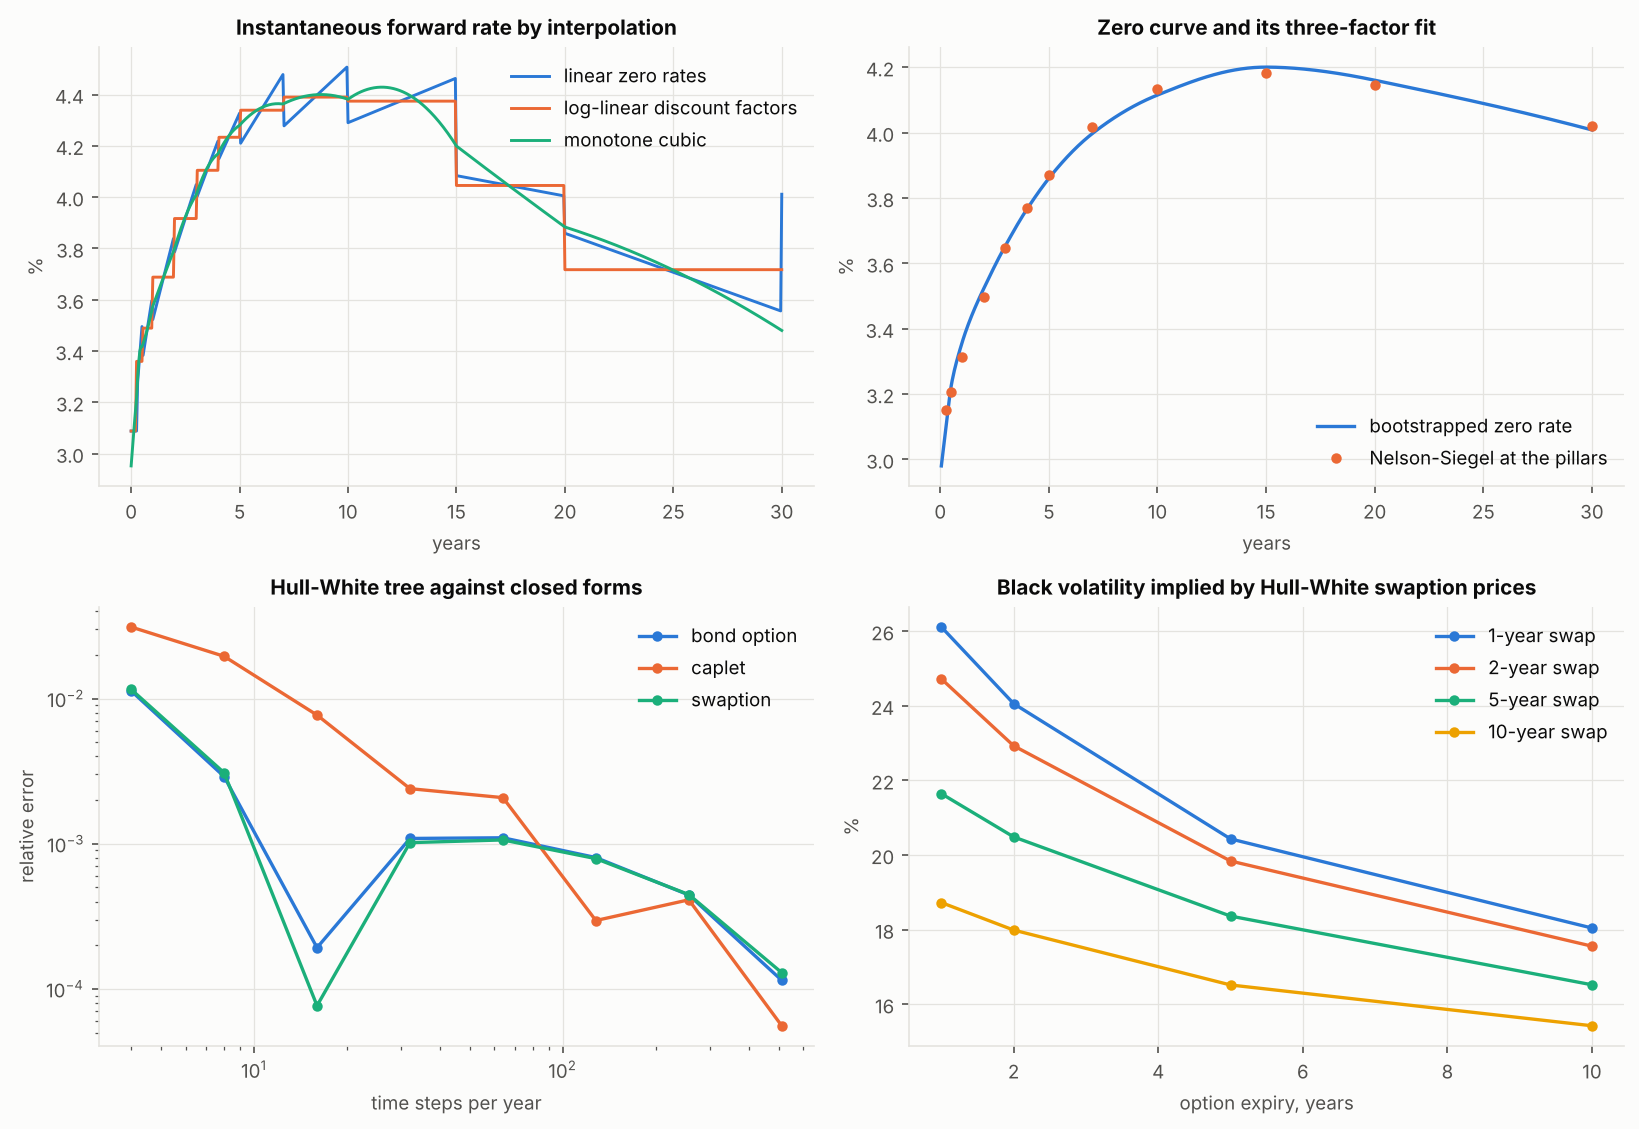 Instantaneous forward rate by interpolation
linear zero rates
log-linear discount factors
monotone cubic
4.4
4.2
4.0
3.8
3.6
3.4
3.2
3.0
%
0 5 10 15 20 25 30
years
Zero curve and its three-factor fit
4.2
4.0
3.8
3.6
3.4
3.2
3.0
%
bootstrapped zero rate
Nelson-Siegel at the pillars
0 5 10 15 20 25 30
years
Hull-White tree against closed forms
bond option
caplet
swaption
10⁻²
10⁻³
10⁻⁴
relative error
10¹ 10²
time steps per year
Black volatility implied by Hull-White swaption prices
1-year swap
2-year swap
5-year swap
10-year swap
26
24
22
20
18
16
%
2 4 6 8 10
option expiry, years